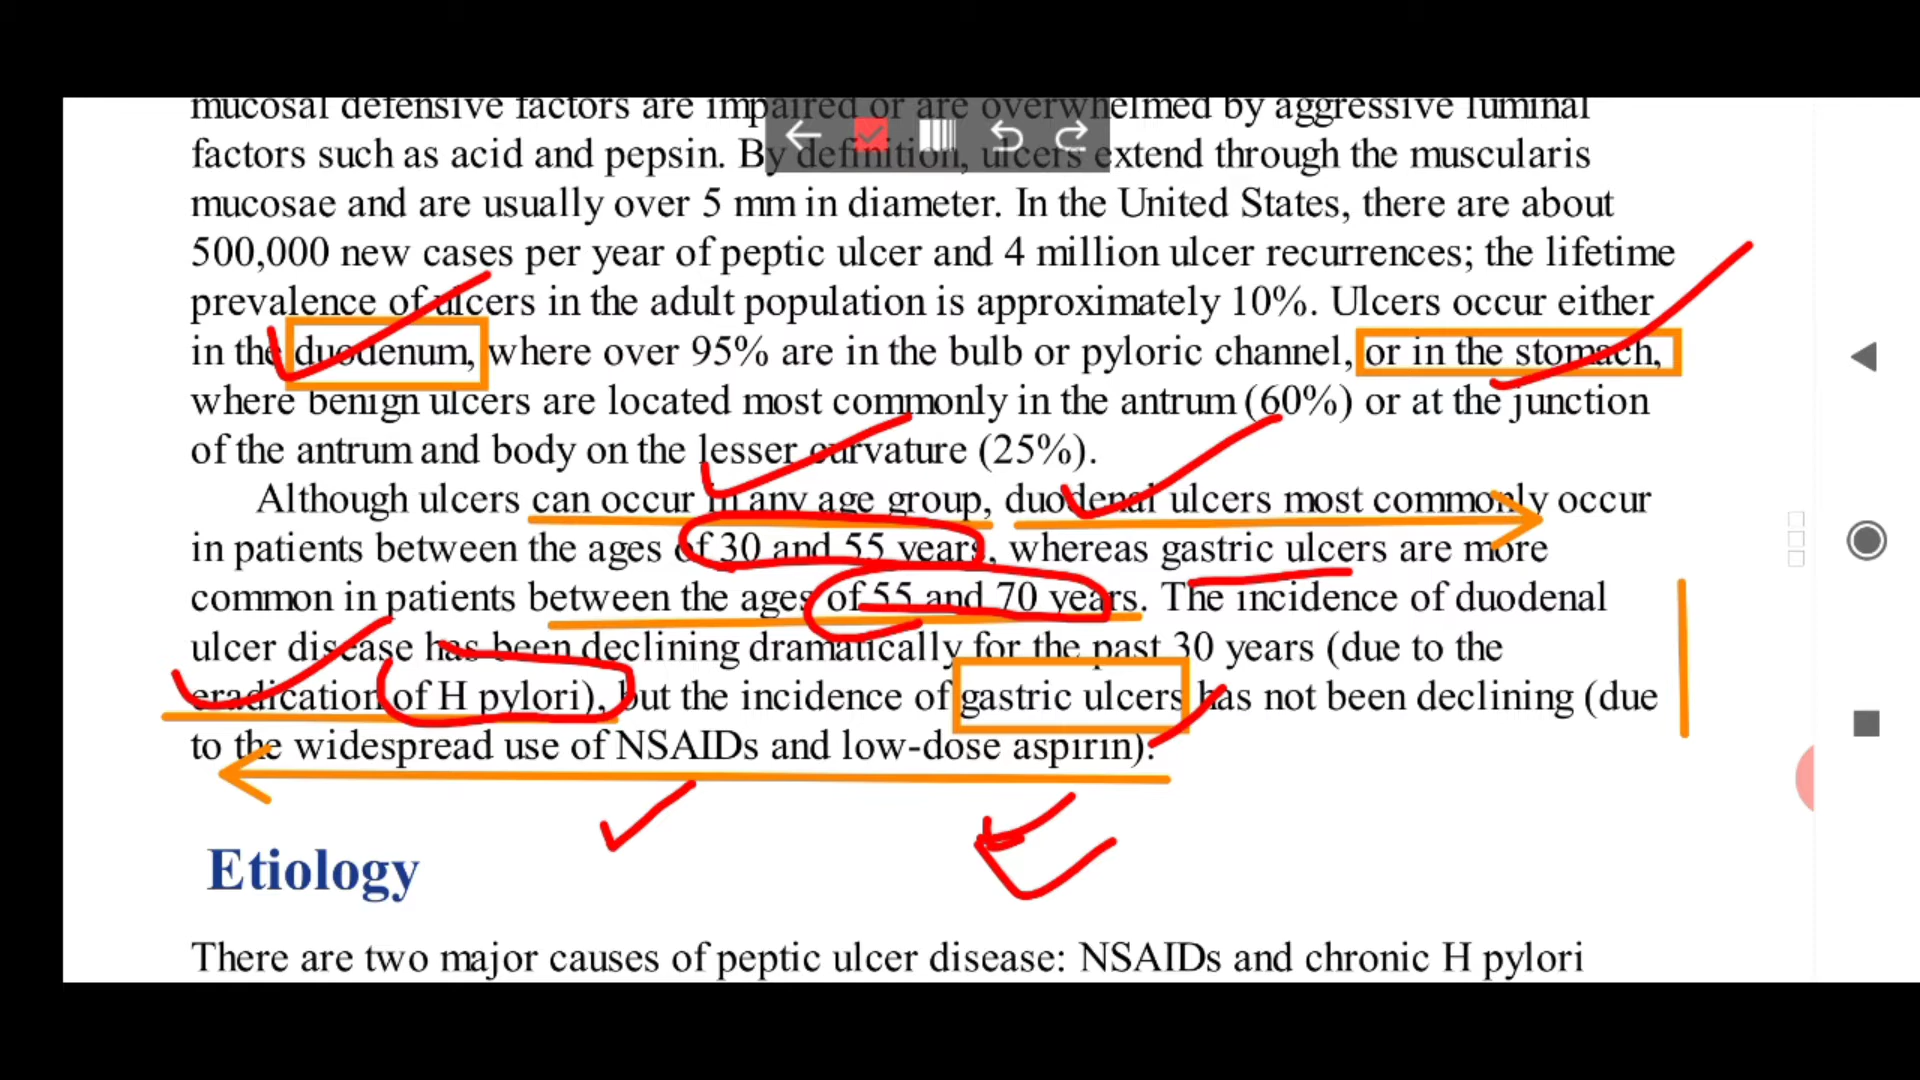 mucosal defensive factors are impaired or are overwhelmed by aggressive luminal
factors such as acid and pepsin. By definition, ulcers extend through the muscularis
mucosae and are usually over 5 mm in diameter. In the United States, there are about
500,000 new cases per year of peptic ulcer and 4 million ulcer recurrences; the lifetime
prevalence of ulcers in the adult population is approximately 10%. Ulcers occur either
in the duodenum, where over 95% are in the bulb or pyloric channel, or in the stomach,
where benign ulcers are located most commonly in the antrum (60%) or at the junction
of the antrum and body on the lesser curvature (25%).
Although ulcers can occur in any age group, duodenal ulcers most commonly occur
in patients between the ages of 30 and 55 years, whereas gastric ulcers are more
common in patients between the ages of 55 and 70 years. The incidence of duodenal
ulcer disease has been declining dramatically for the past 30 years (due to the
eradication of H pylori), but the incidence of gastric ulcers has not been declining (due
to the widespread use of NSAIDs and low-dose aspirin).
Etiology
There are two major causes of peptic ulcer disease: NSAIDs and chronic H pylori